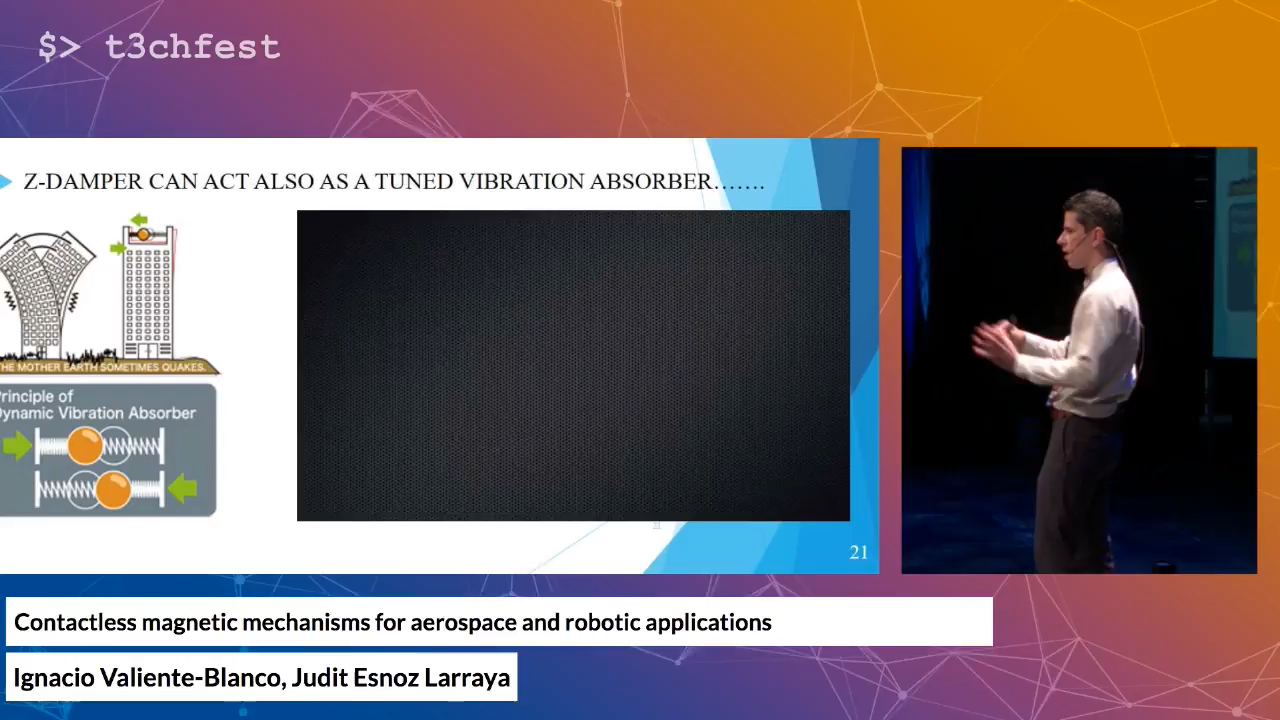 $> t3chfest
Z-DAMPER CAN ACT ALSO AS A TUNED VIBRATION ABSORBER…….
THE MOTHER EARTH SOMETIMES QUAKES.
Principle of
Dynamic Vibration Absorber
21
Contactless magnetic mechanisms for aerospace and robotic applications
Ignacio Valiente-Blanco, Judit Esnoz Larraya